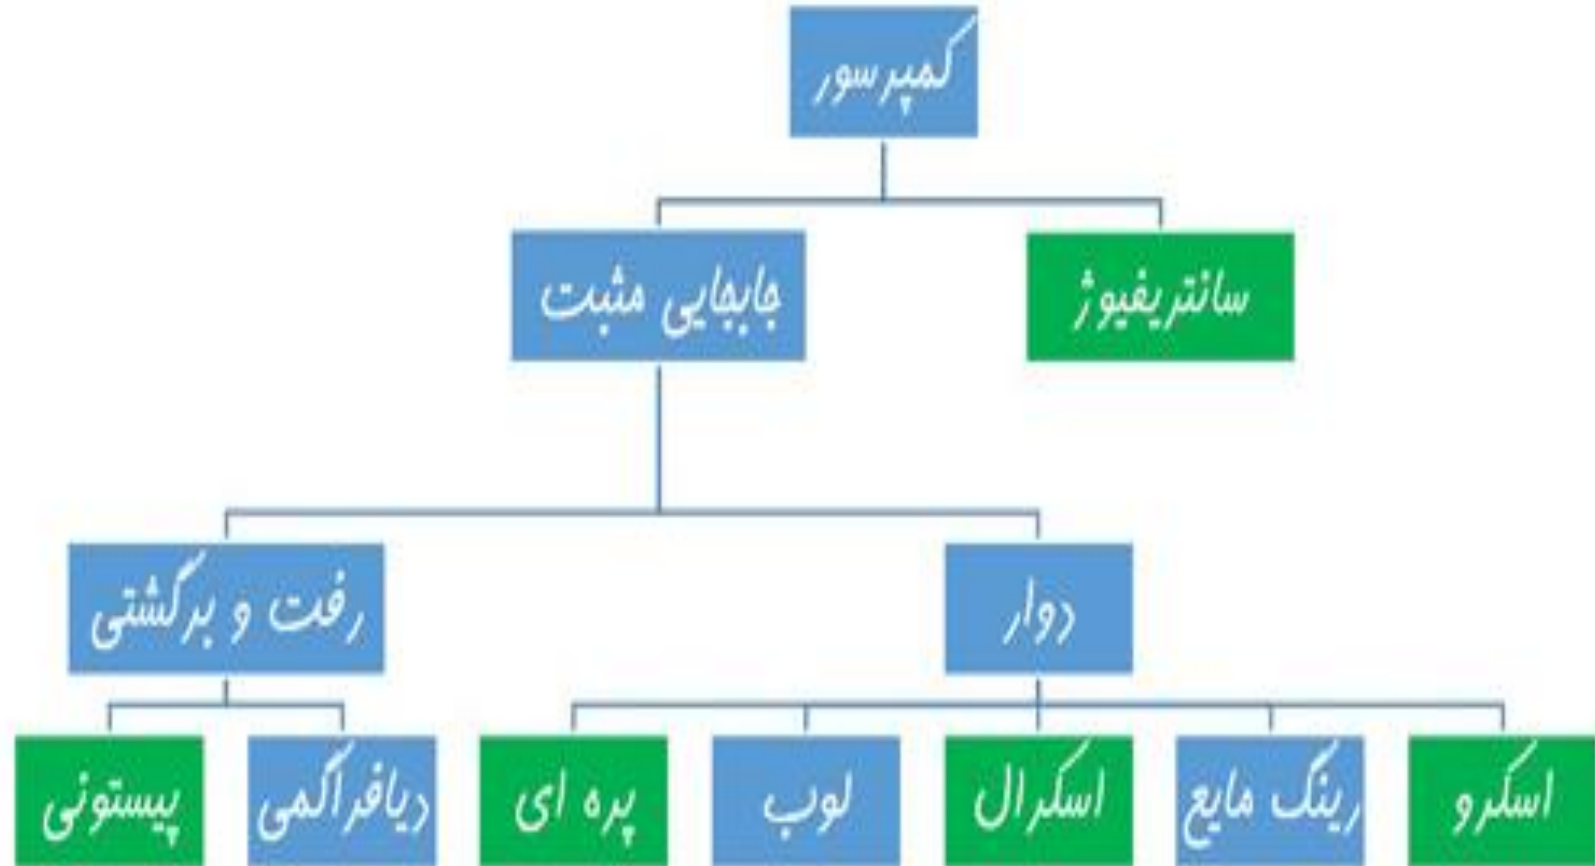 کمپرسور
سانتریفیوژ
جابجایی مثبت
دوار
رفت و برگشتی
اسکرو
رینگ مایع
اسکرال
لوب
پره ای
دیافراگمی
پیستونی